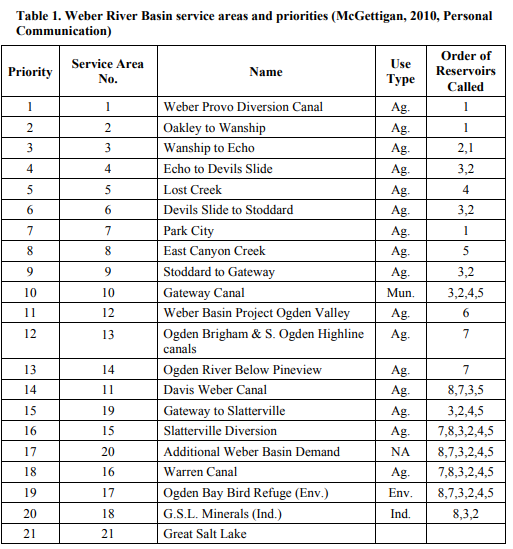 Table 1. Weber River Basin service areas and priorities (McGettigan, 2010, Personal
Communication)
Priority Service Area No. Name Use Type Order of Reservoirs Called
1 1 Weber Provo Diversion Canal Ag. 1
2 2 Oakley to Wanship Ag. 1
3 3 Wanship to Echo Ag. 2,1
4 4 Echo to Devils Slide Ag. 3,2
5 5 Lost Creek Ag. 4
6 6 Devils Slide to Stoddard Ag. 3,2
7 7 Park City Ag. 1
8 8 East Canyon Creek Ag. 5
9 9 Stoddard to Gateway Ag. 3,2
10 10 Gateway Canal Mun. 3,2,4,5
11 12 Weber Basin Project Ogden Valley Ag. 6
12 13 Ogden Brigham & S. Ogden Highline Ag. 7
canals
13 14 Ogden River Below Pineview Ag. 7
14 11 Davis Weber Canal Ag. 8,7,3,5
15 19 Gateway to Slatterville Ag. 3,2,4,5
16 15 Slatterville Diversion Ag. 7,8,3,2,4,5
17 20 Additional Weber Basin Demand NA 8,7,3,2,4,5
18 16 Warren Canal Ag. 7,8,3,2,4,5
19 17 Ogden Bay Bird Refuge (Env.) Env. 8,7,3,2,4,5
20 18 G.S.L. Minerals (Ind.) Ind. 8,3,2
21 21 Great Salt Lake